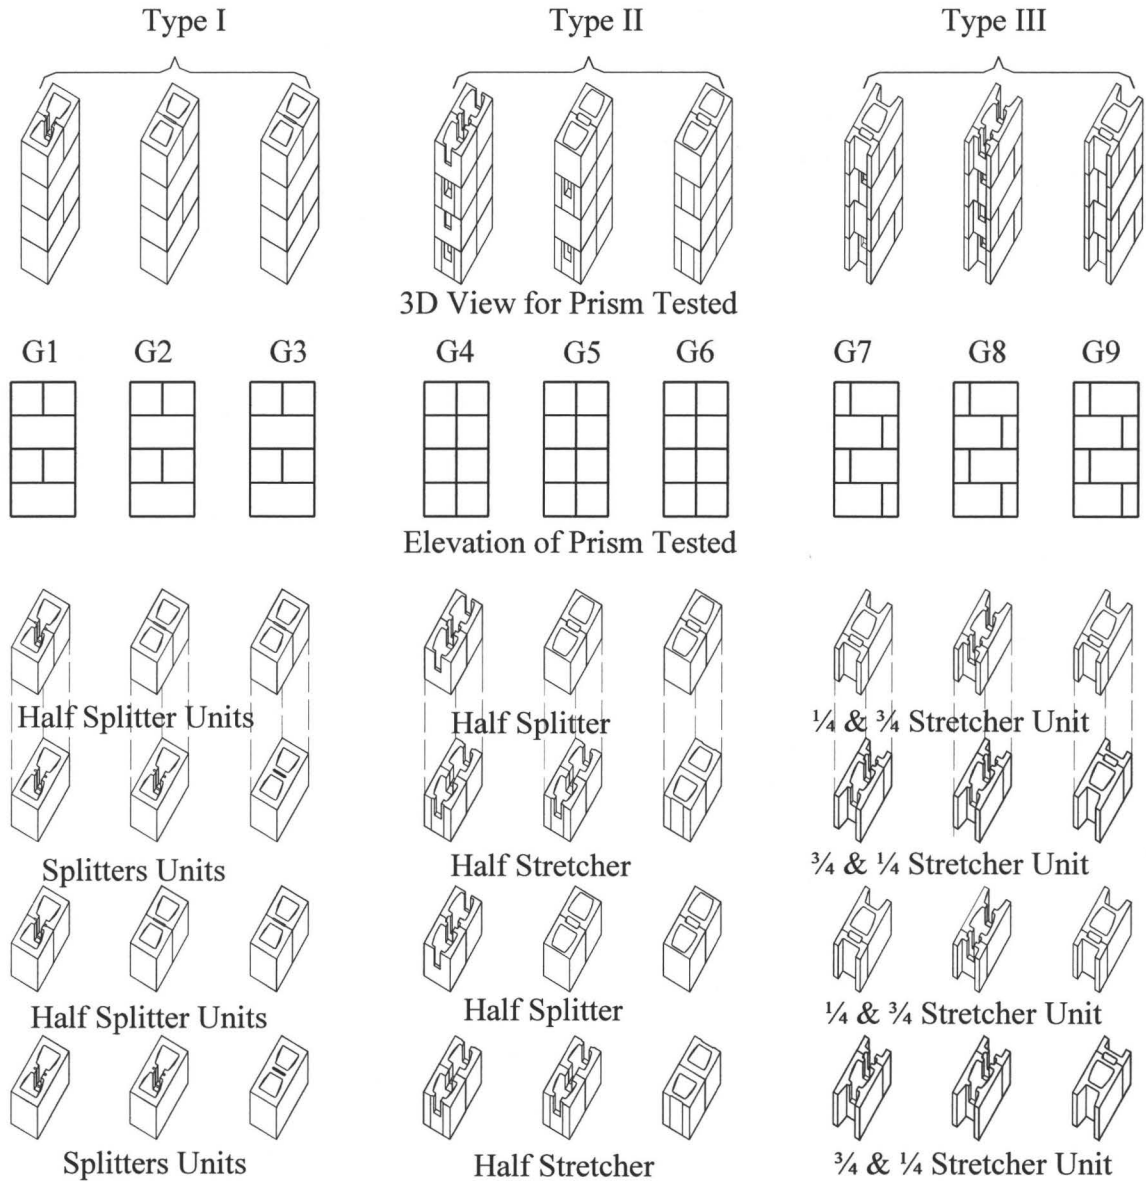 Type I Type II Type III
3D View for Prism Tested
G1 G2 G3 G4 G5 G6 G7 G8 G9
Elevation of Prism Tested
Half Splitter Units Half Splitter ¼ & ¾ Stretcher Unit
Splitters Units Half Stretcher ¾ & ¼ Stretcher Unit
Half Splitter Units Half Splitter ¼ & ¾ Stretcher Unit
Splitters Units Half Stretcher ¾ & ¼ Stretcher Unit